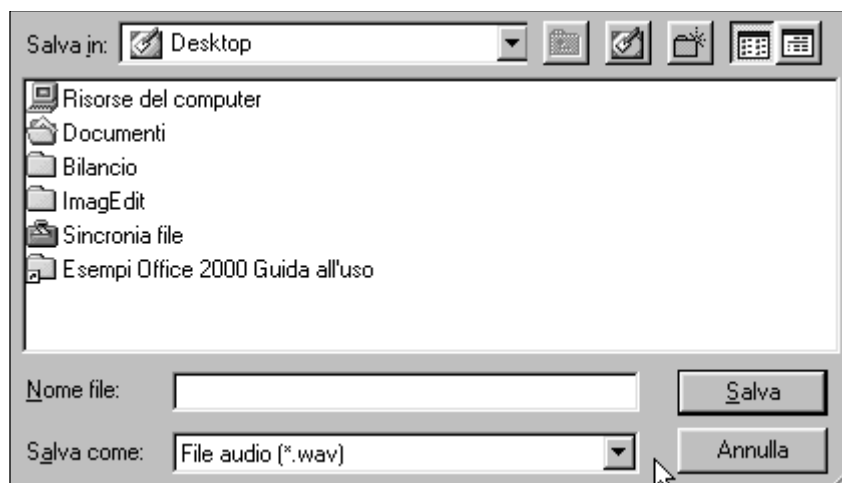 Salva in: Desktop
Risorse del computer
Documenti
Bilancio
ImagEdit
Sincronia file
Esempi Office 2000 Guida all'uso
Nome file: Salva
Salva come: File audio (*.wav) Annulla